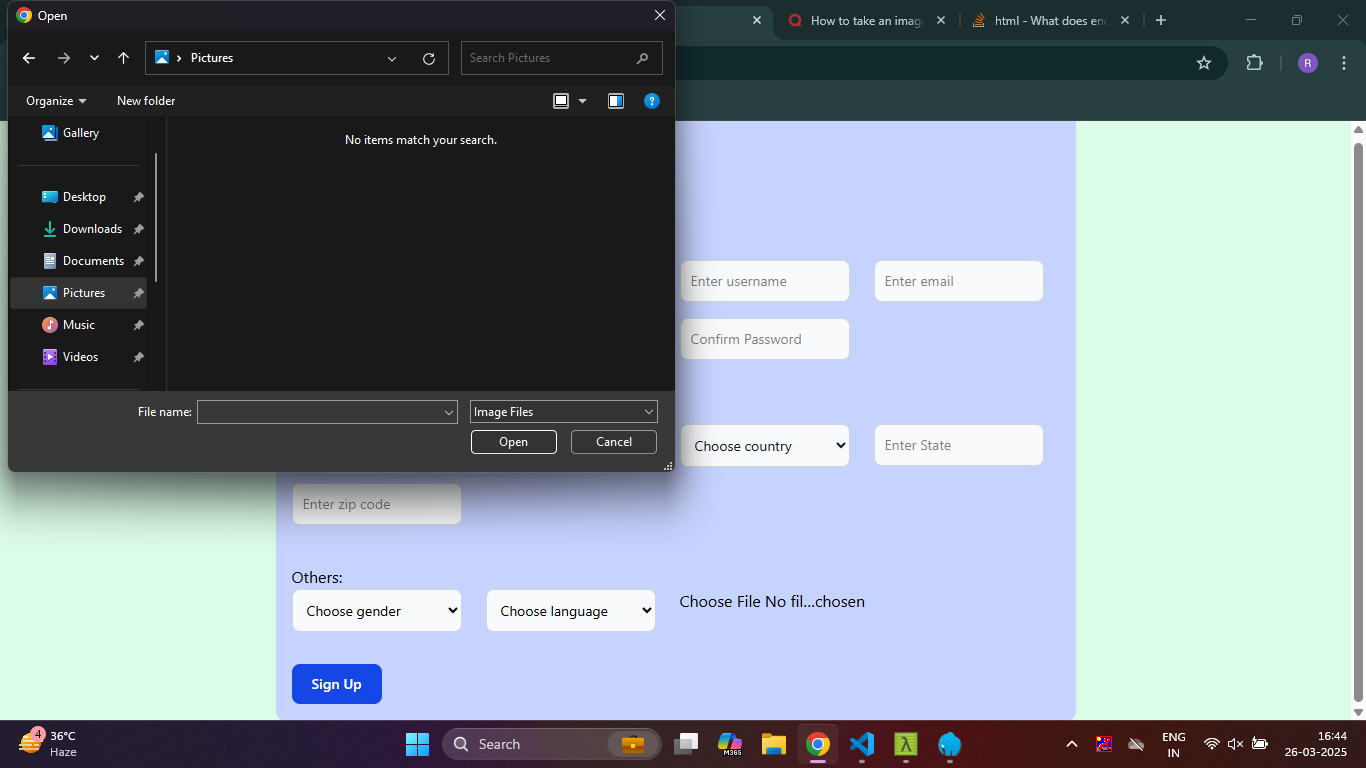 Open
How to take an imag
html - What does enc
Pictures
Search Pictures
R
Organize
New folder
?
Gallery
No items match your search.
Desktop
Downloads
Documents
Pictures
Music
Videos
File name:
Image Files
Open
Cancel
Enter username
Enter email
Confirm Password
Choose country
Enter State
Enter zip code
Others:
Choose gender
Choose language
Choose File No fil...chosen
Sign Up
4
36°C
Haze
Search
M365
λ
ENG
IN
16:44
26-03-2025